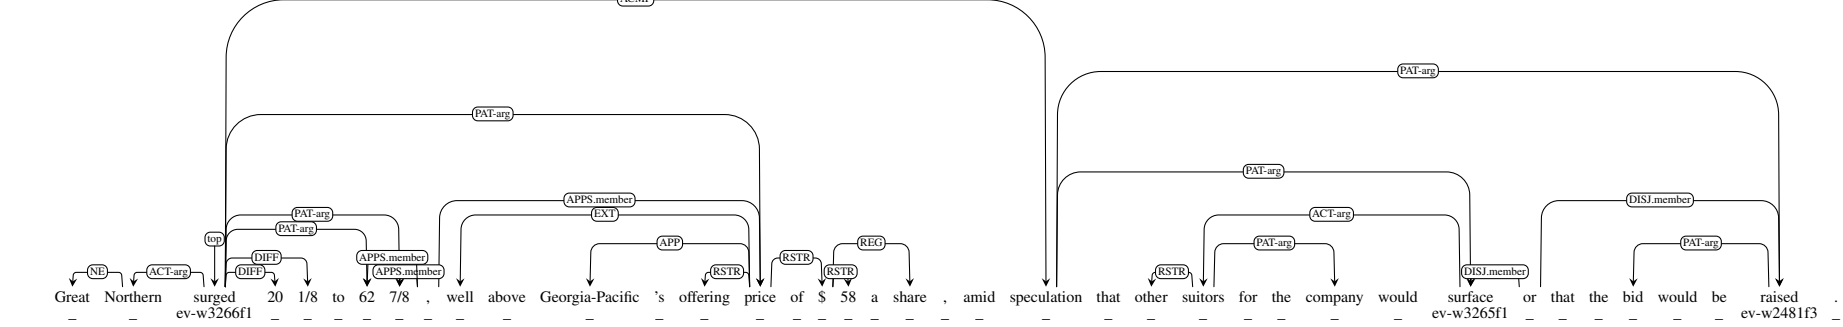 PAT-arg
PAT-arg
PAT-arg
APPS.member DISJ.member
PAT-arg EXT ACT-arg
PAT-arg
top APP REG PAT-arg PAT-arg
DIFF APPS.member RSTR
NE ACT-arg DIFF APPS.member RSTR RSTR RSTR DISJ.member
Great Northern surged 20 1/8 to 62 7/8 , well above Georgia-Pacific 's offering price of $ 58 a share , amid speculation that other suitors for the company would surface or that the bid would be raised .
_ _ ev-w3266f1 _ _ _ _ _ _ _ _ _ _ _ _ _ _ _ _ _ _ _ _ _ _ _ _ _ _ _ ev-w3265f1 _ _ _ _ _ _ ev-w2481f3 _